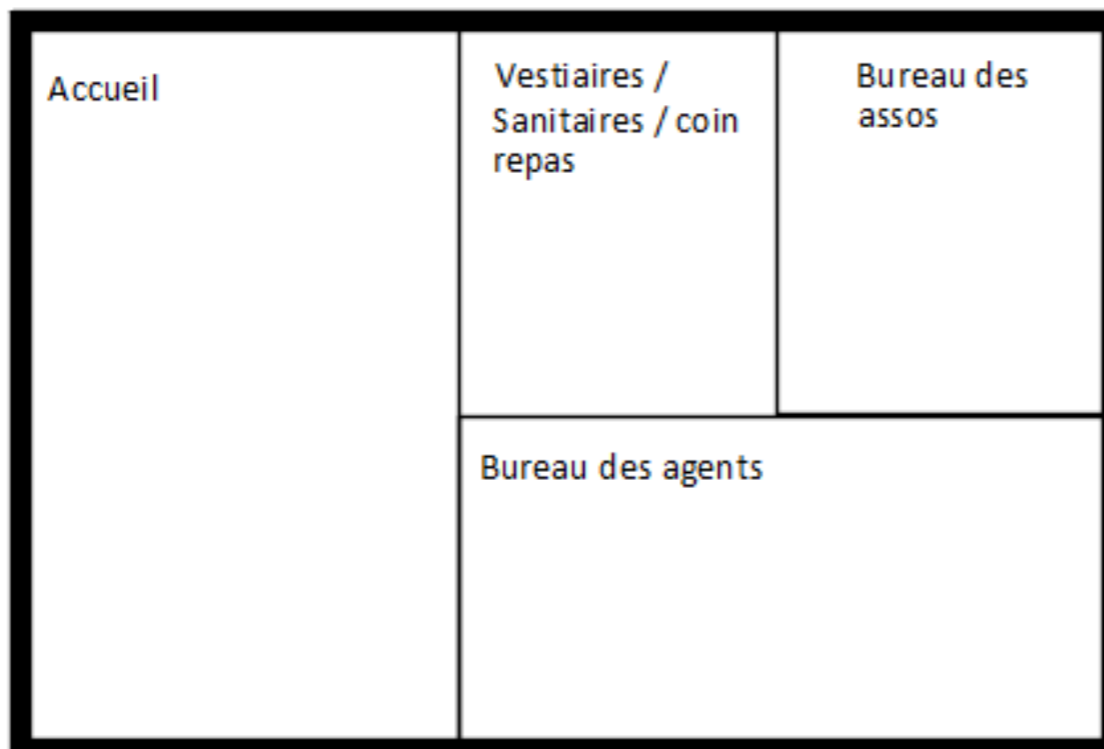 Accueil
Vestiaires /
Sanitaires / coin
repas
Bureau des
assos
Bureau des agents